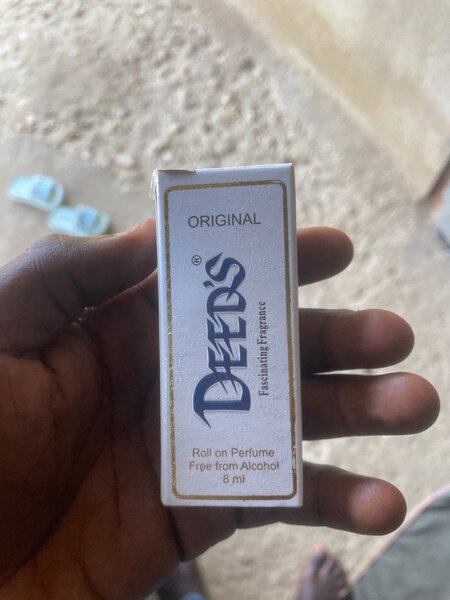 ORIGINAL
DEED'S®
Fascinating Fragrance
Roll on Perfume
Free from Alcohol
8 ml